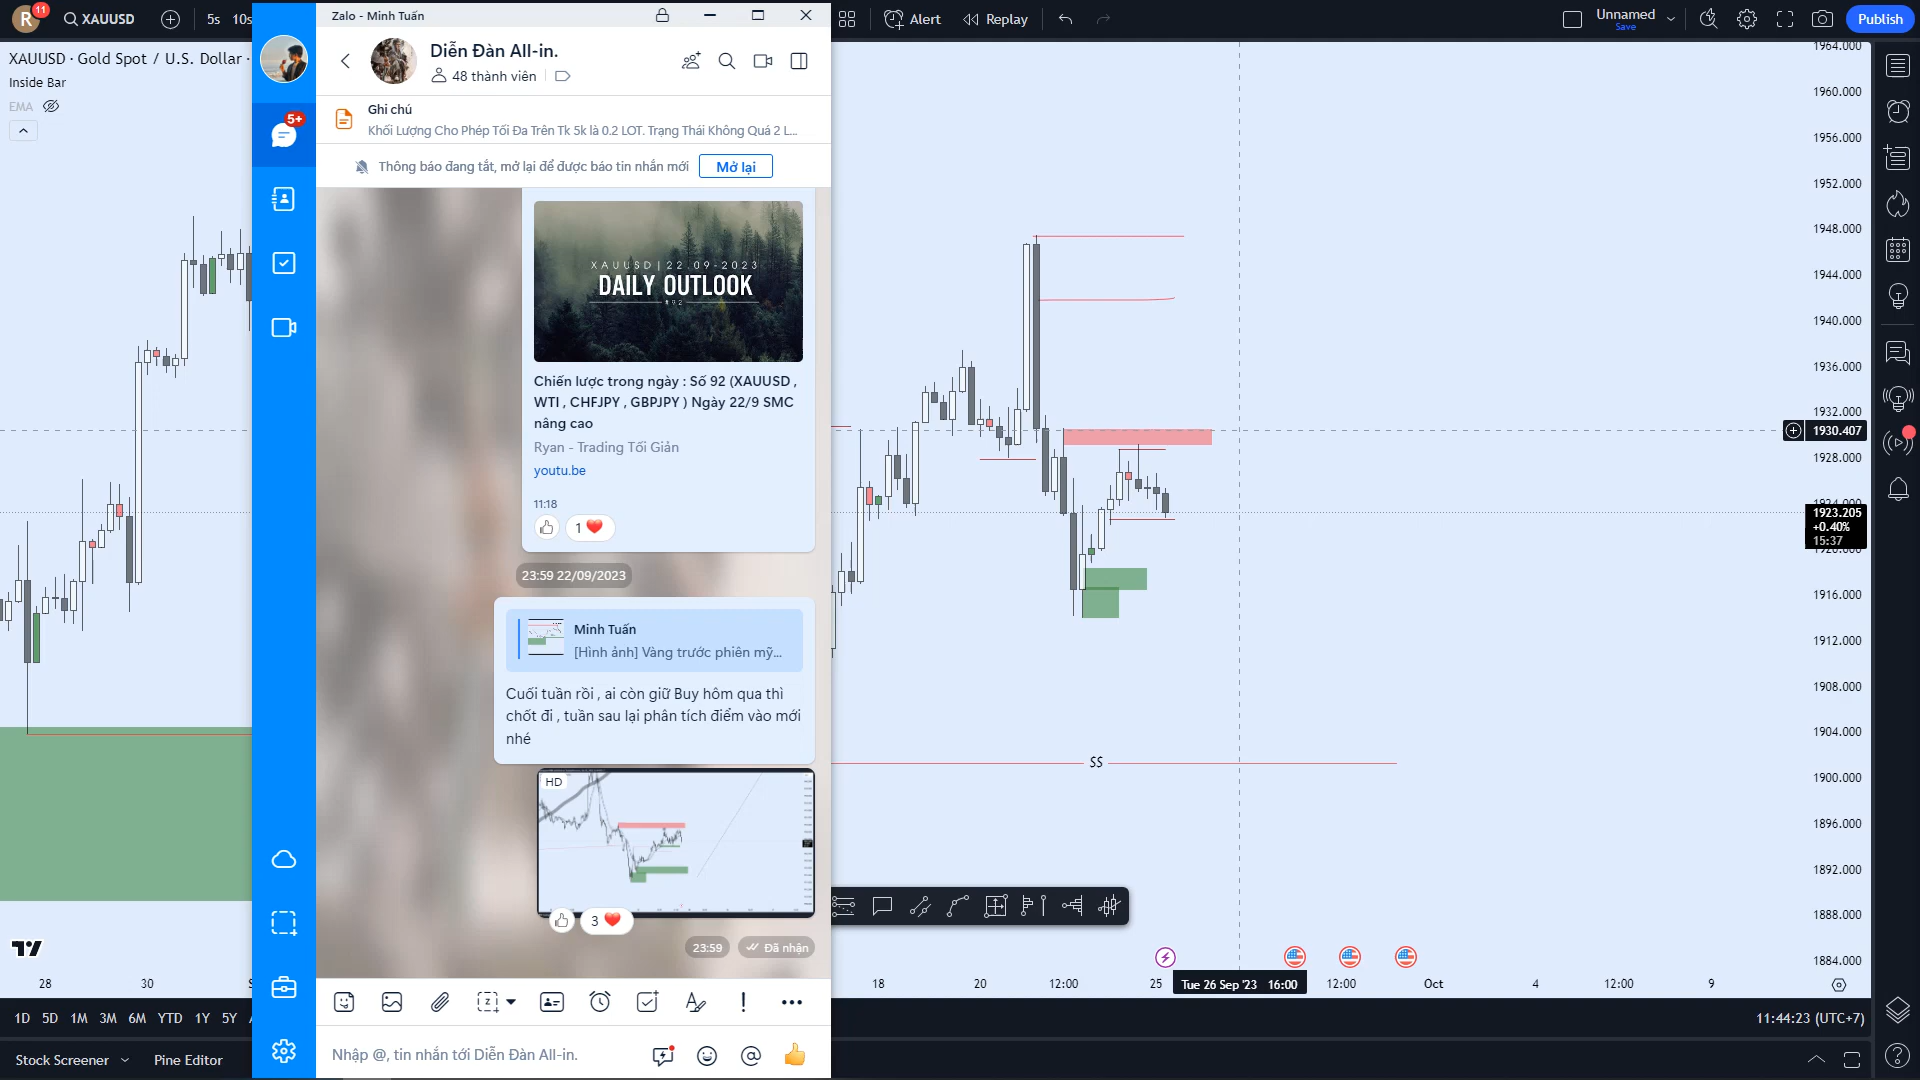 R
11
XAUUSD
5s
Zalo - Minh Tuấn
Alert
Replay
Unnamed
Save
Publish
XAUUSD · Gold Spot / U.S. Dollar ·
Inside Bar
EMA
5+
Diễn Đàn All-in.
48 thành viên
Ghi chú
Khối Lượng Cho Phép Tối Đa Trên Tk 5k là 0.2 LOT. Trạng Thái Không Quá 2 L...
Thông báo đang tắt, mở lại để được báo tin nhắn mới
Mở lại
XAUUSD | 22.09-2023
DAILY OUTLOOK
#92
Chiến lược trong ngày : Số 92 (XAUUSD ,
WTI , CHFJPY , GBPJPY ) Ngày 22/9 SMC
nâng cao
Ryan - Trading Tối Giản
youtu.be
11:18
1
23:59 22/09/2023
Minh Tuấn
[Hình ảnh] Vàng trước phiên mỹ...
Cuối tuần rồi , ai còn giữ Buy hôm qua thì
chốt đi , tuần sau lại phân tích điểm vào mới
nhé
HD
3
23:59
Đã nhận
Nhập @, tin nhắn tới Diễn Đàn All-in.
$$
1964.000
1960.000
1956.000
1952.000
1948.000
1944.000
1940.000
1936.000
1932.000
1930.407
1928.000
1924.000
1923.205
+0.40%
15:37
1920.000
1916.000
1912.000
1908.000
1904.000
1900.000
1896.000
1892.000
1888.000
1884.000
28
30
18
20
12:00
25
Tue 26 Sep '23 16:00
12:00
Oct
4
12:00
9
1D 5D 1M 3M 6M YTD 1Y 5Y
11:44:23 (UTC+7)
Stock Screener
Pine Editor